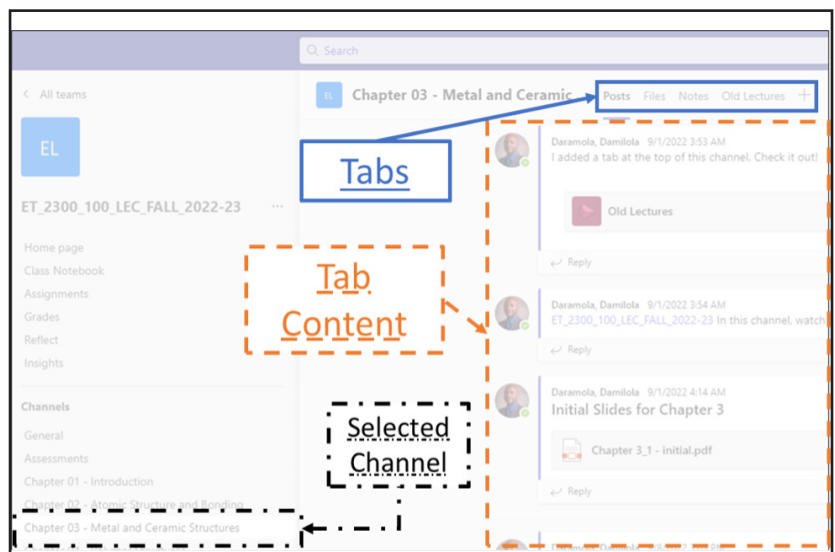 Search
All teams
EL
ET_2300_100_LEC_FALL_2022-23 ...
Home page
Class Notebook
Assignments
Grades
Reflect
Insights
Channels
General
Assessments
Chapter 01 - Introduction
Chapter 02 - Atomic Structure and Bonding
Chapter 03 - Metal and Ceramic Structures
EL Chapter 03 - Metal and Ceramic
Posts Files Notes Old Lectures +
Tabs
Tab
Content
Selected
Channel
Daramola, Damilola 9/1/2022 3:53 AM
I added a tab at the top of this channel. Check it out!
Old Lectures
Reply
Daramola, Damilola 9/1/2022 3:54 AM
ET_2300_100_LEC_FALL_2022-23 In this channel, watch
Reply
Daramola, Damilola 9/1/2022 4:14 AM
Initial Slides for Chapter 3
Chapter 3_1 - initial.pdf
Reply
Daramola, Damilola